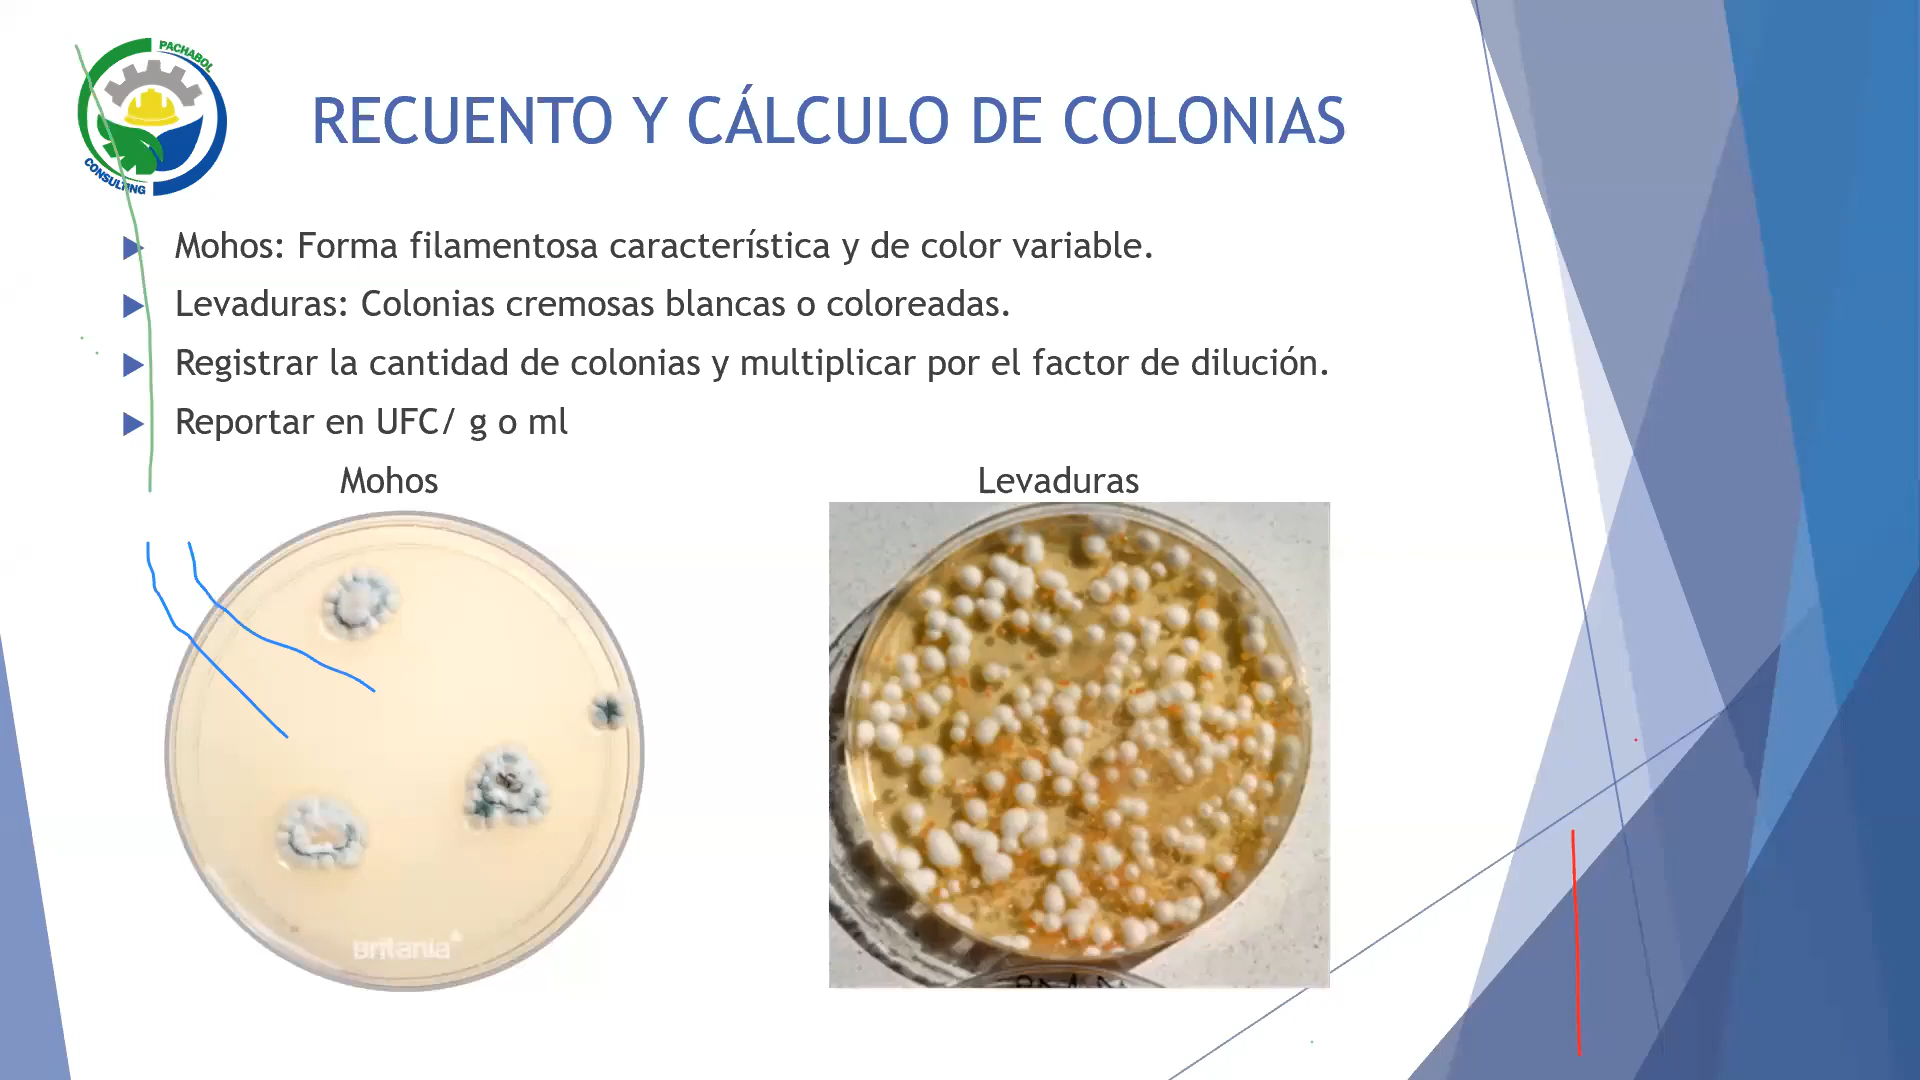 PACHABOL
CONSULTING
RECUENTO Y CÁLCULO DE COLONIAS
Mohos: Forma filamentosa característica y de color variable.
Levaduras: Colonias cremosas blancas o coloreadas.
Registrar la cantidad de colonias y multiplicar por el factor de dilución.
Reportar en UFC/ g o ml
Mohos
Levaduras
britania